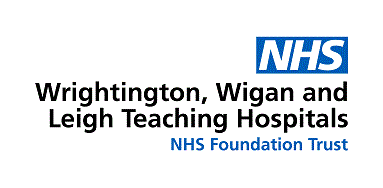 NHS
Wrightington, Wigan and
Leigh Teaching Hospitals
NHS Foundation Trust